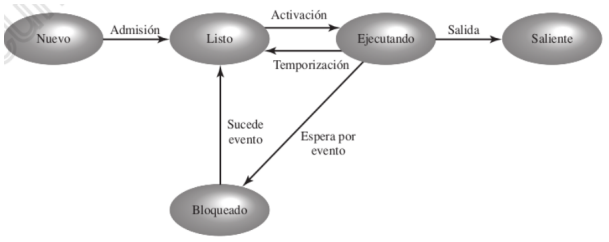 Nuevo
Admisión
Listo
Activación
Temporización
Ejecutando
Salida
Saliente
Sucede
evento
Espera por
evento
Bloqueado